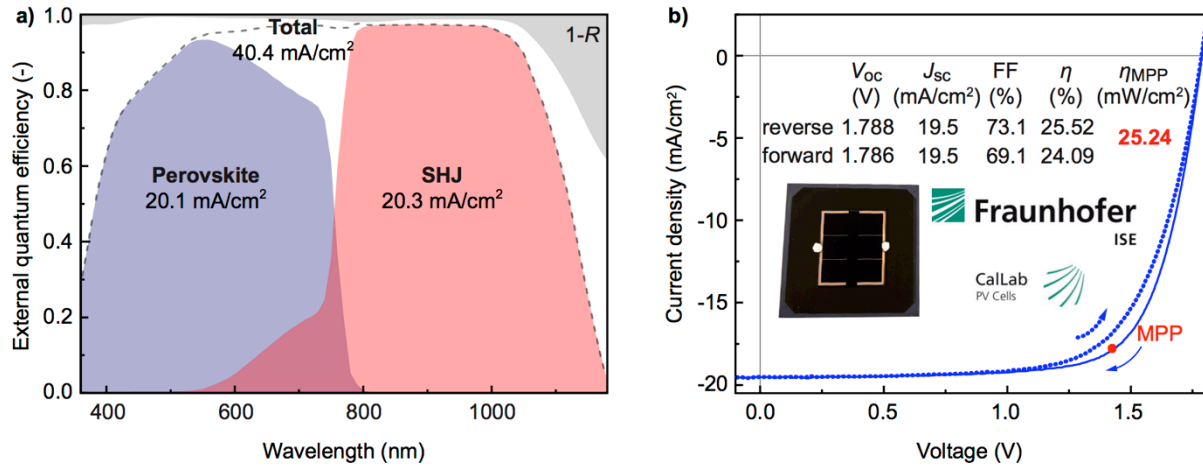 a)
External quantum efficiency (-)
1.0
0.8
0.6
0.4
0.2
0.0
Total
40.4 mA/cm²
1-R
Perovskite
20.1 mA/cm²
SHJ
20.3 mA/cm²
400 600 800 1000
Wavelength (nm)
b)
Current density (mA/cm²)
0
-5
-10
-15
-20
Voc Jsc FF η ηMPP
(V) (mA/cm²) (%) (%) (mW/cm²)
reverse 1.788 19.5 73.1 25.52
25.24
forward 1.786 19.5 69.1 24.09
Fraunhofer
ISE
CalLab
PV Cells
MPP
0.0 0.5 1.0 1.5
Voltage (V)